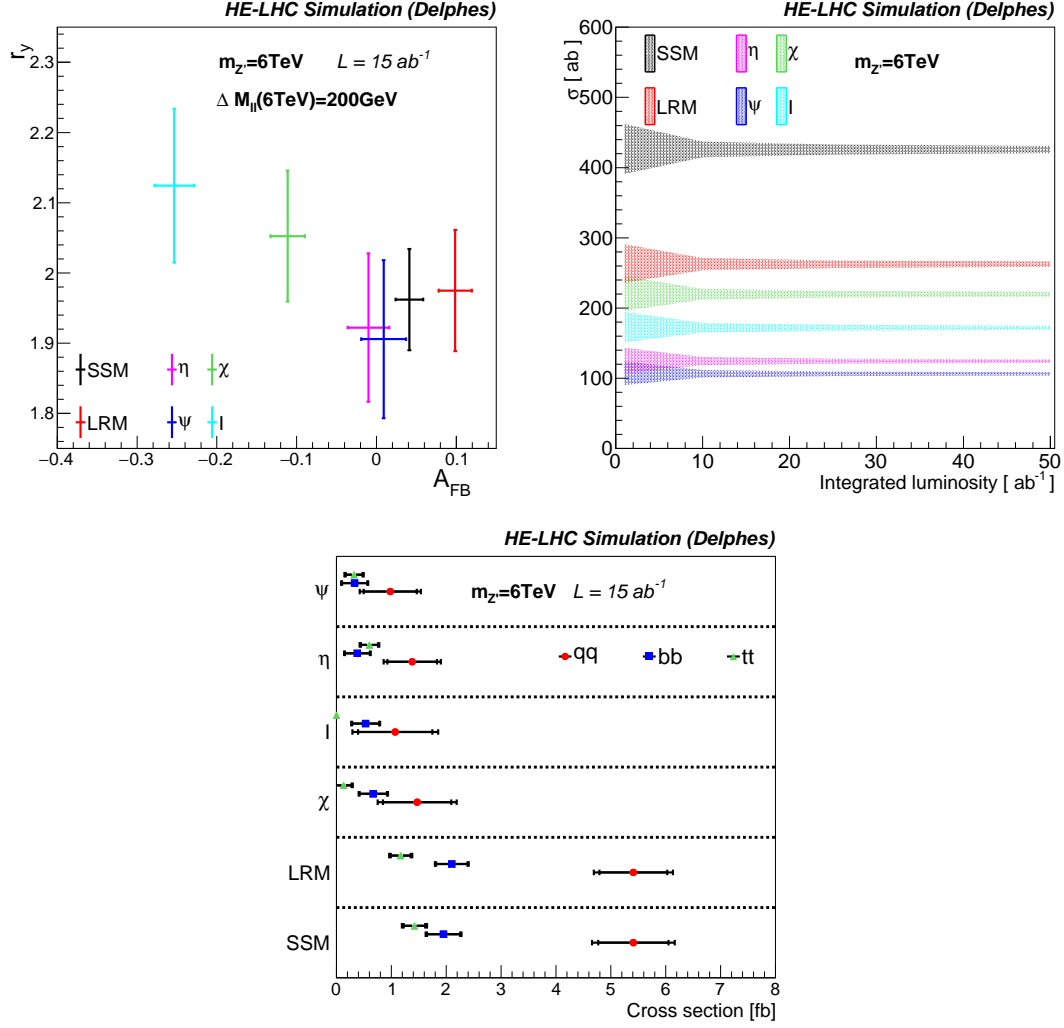 HE-LHC Simulation (Delphes)
r_y
m_Z'=6TeV L = 15 ab⁻¹
Δ M_ll(6TeV)=200GeV
2.3
2.2
2.1
2
1.9
1.8
SSM η χ
LRM ψ I
−0.4 −0.3 −0.2 −0.1 0 0.1
A_FB
HE-LHC Simulation (Delphes)
σ [ ab]
600
500
400
300
200
100
0
SSM η χ
LRM ψ I
m_Z'=6TeV
0 10 20 30 40 50
Integrated luminosity [ ab⁻¹]
HE-LHC Simulation (Delphes)
m_Z'=6TeV L = 15 ab⁻¹
ψ
η
qq bb tt
I
χ
LRM
SSM
0 1 2 3 4 5 6 7 8
Cross section [fb]